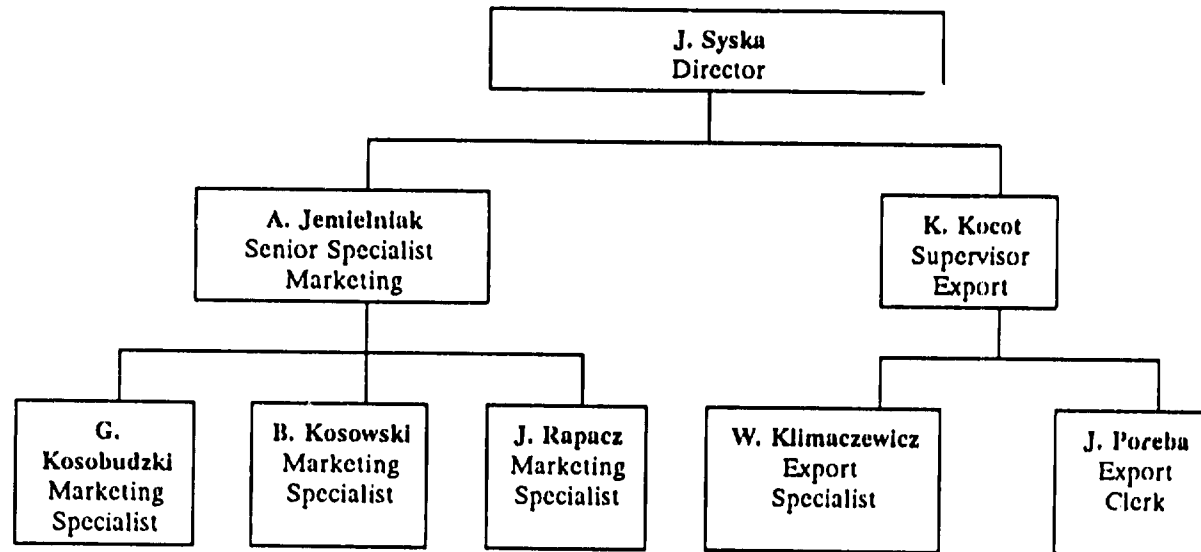 J. Syska
Director
A. Jemielniak
Senior Specialist
Marketing
K. Kocot
Supervisor
Export
G.
Kosobudzki
Marketing
Specialist
B. Kosowski
Marketing
Specialist
J. Rapacz
Marketing
Specialist
W. Klimaczewicz
Export
Specialist
J. Poreba
Export
Clerk